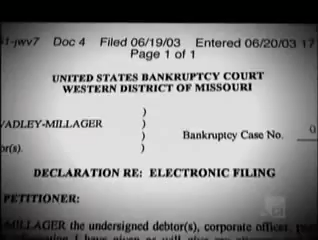 Doc 4 Filed 06/19/03 Entered 06/20/03 17
Page 1 of 1
UNITED STATES BANKRUPTCY COURT
WESTERN DISTRICT OF MISSOURI
)
VADLEY-MILLAGER )
) Bankruptcy Case No. 0
or(s). )
DECLARATION RE: ELECTRONIC FILING
PETITIONER:
MILLAGER the undersigned debtor(s), corporate officer,